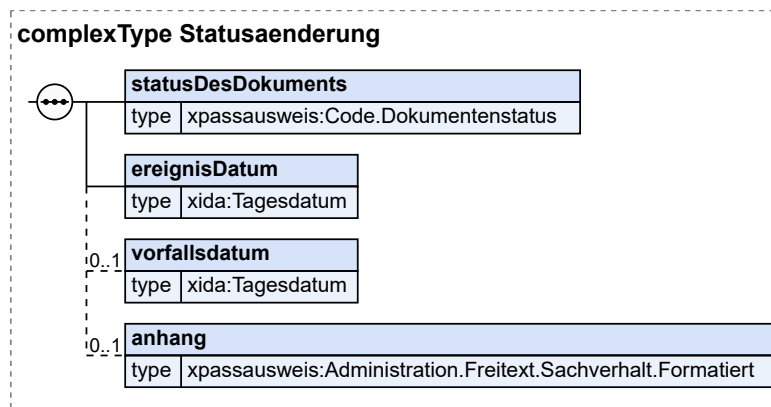 complexType Statusaenderung
statusDesDokuments
type xpassausweis:Code.Dokumentenstatus
ereignisDatum
type xida:Tagesdatum
0..1 vorfallsdatum
type xida:Tagesdatum
0..1 anhang
type xpassausweis:Administration.Freitext.Sachverhalt.Formatiert